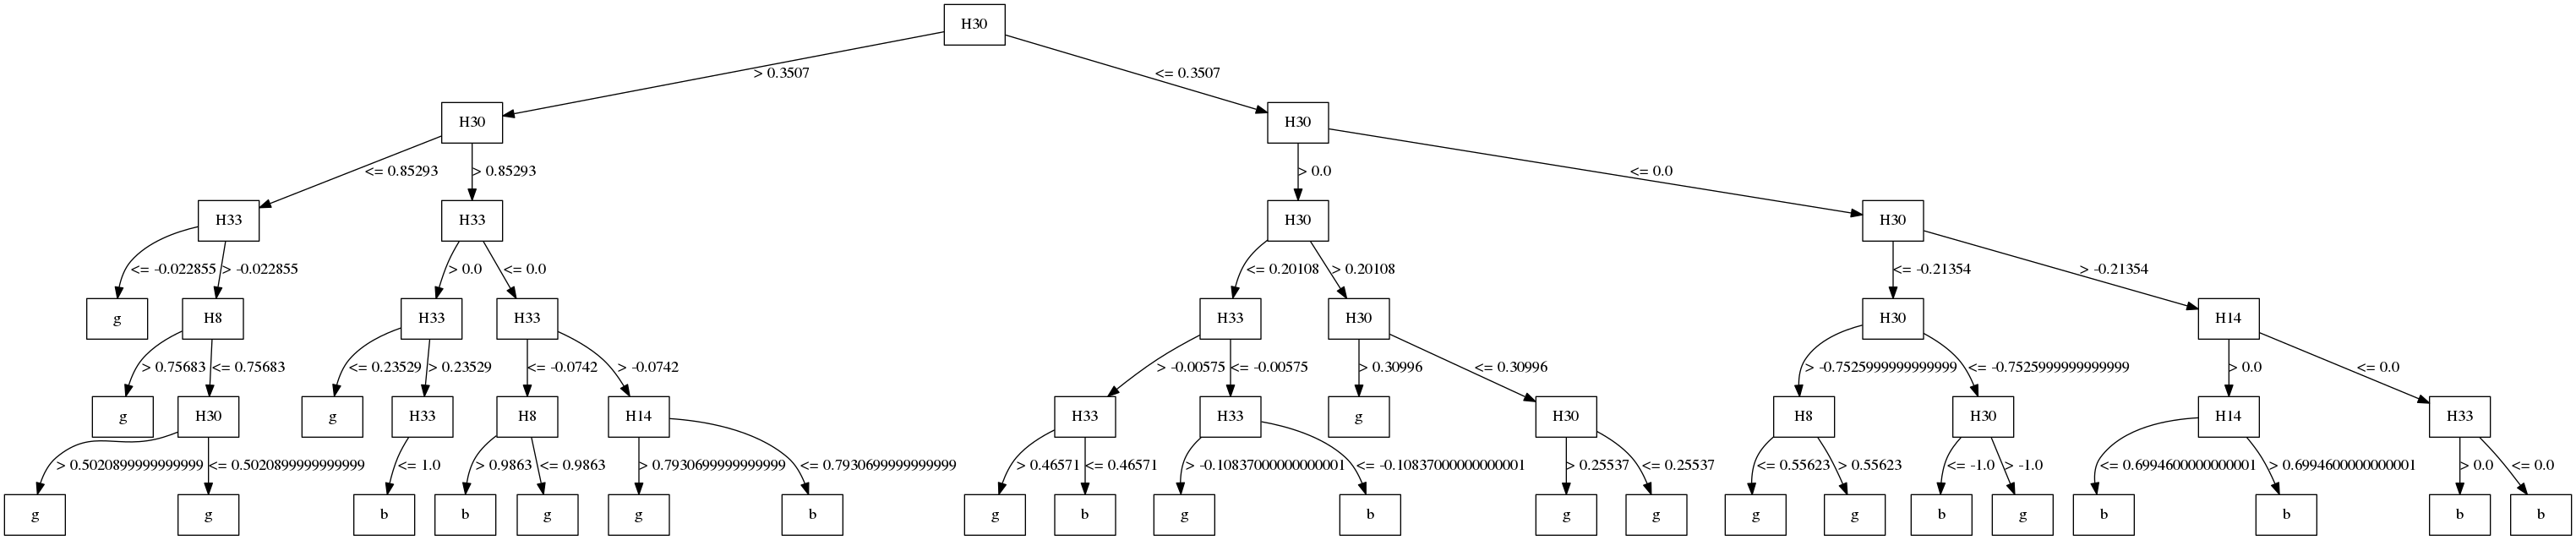 H30
> 0.3507 <= 0.3507
H30 H30
<= 0.85293 > 0.85293 > 0.0 <= 0.0
H33 H33 H30 H30
<= -0.022855 > -0.022855 > 0.0 <= 0.0 <= 0.20108 > 0.20108 <= -0.21354 > -0.21354
g H8 H33 H33 H33 H30 H30 H14
> 0.75683 <= 0.75683 <= 0.23529 > 0.23529 <= -0.0742 > -0.0742 > -0.00575 <= -0.00575 > 0.30996 <= 0.30996 > -0.7525999999999999 <= -0.7525999999999999 > 0.0 <= 0.0
g H30 g H33 H8 H14 H33 H33 g H30 H8 H30 H14 H33
> 0.5020899999999999 <= 0.5020899999999999 <= 1.0 > 0.9863 <= 0.9863 > 0.7930699999999999 <= 0.7930699999999999 > 0.46571 <= 0.46571 > -0.10837000000000001 <= -0.10837000000000001 > 0.25537 <= 0.25537 <= 0.55623 > 0.55623 <= -1.0 > -1.0 <= 0.6994600000000001 > 0.6994600000000001 > 0.0 <= 0.0
g g b b g g b g b g b g g g g b g b b b b